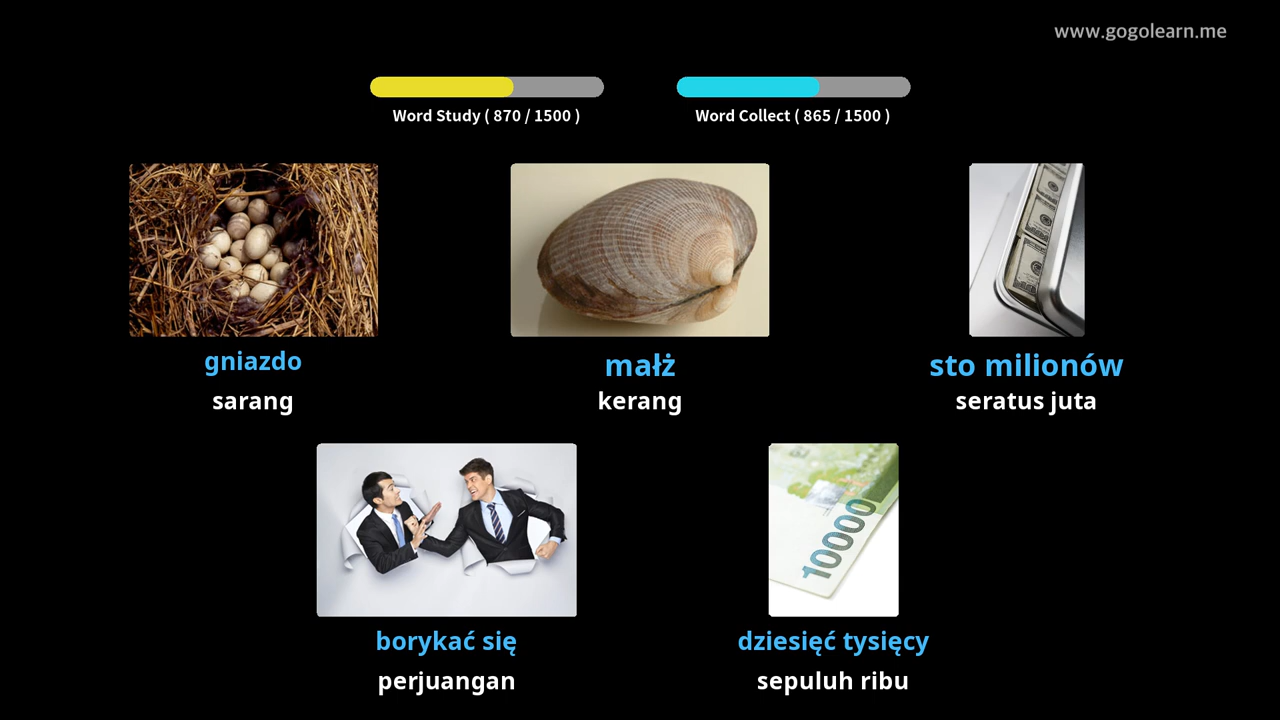 www.gogolearn.me
Word Study ( 870 / 1500 )
Word Collect ( 865 / 1500 )
gniazdo
sarang
małż
kerang
sto milionów
seratus juta
borykać się
perjuangan
10000
dziesięć tysięcy
sepuluh ribu